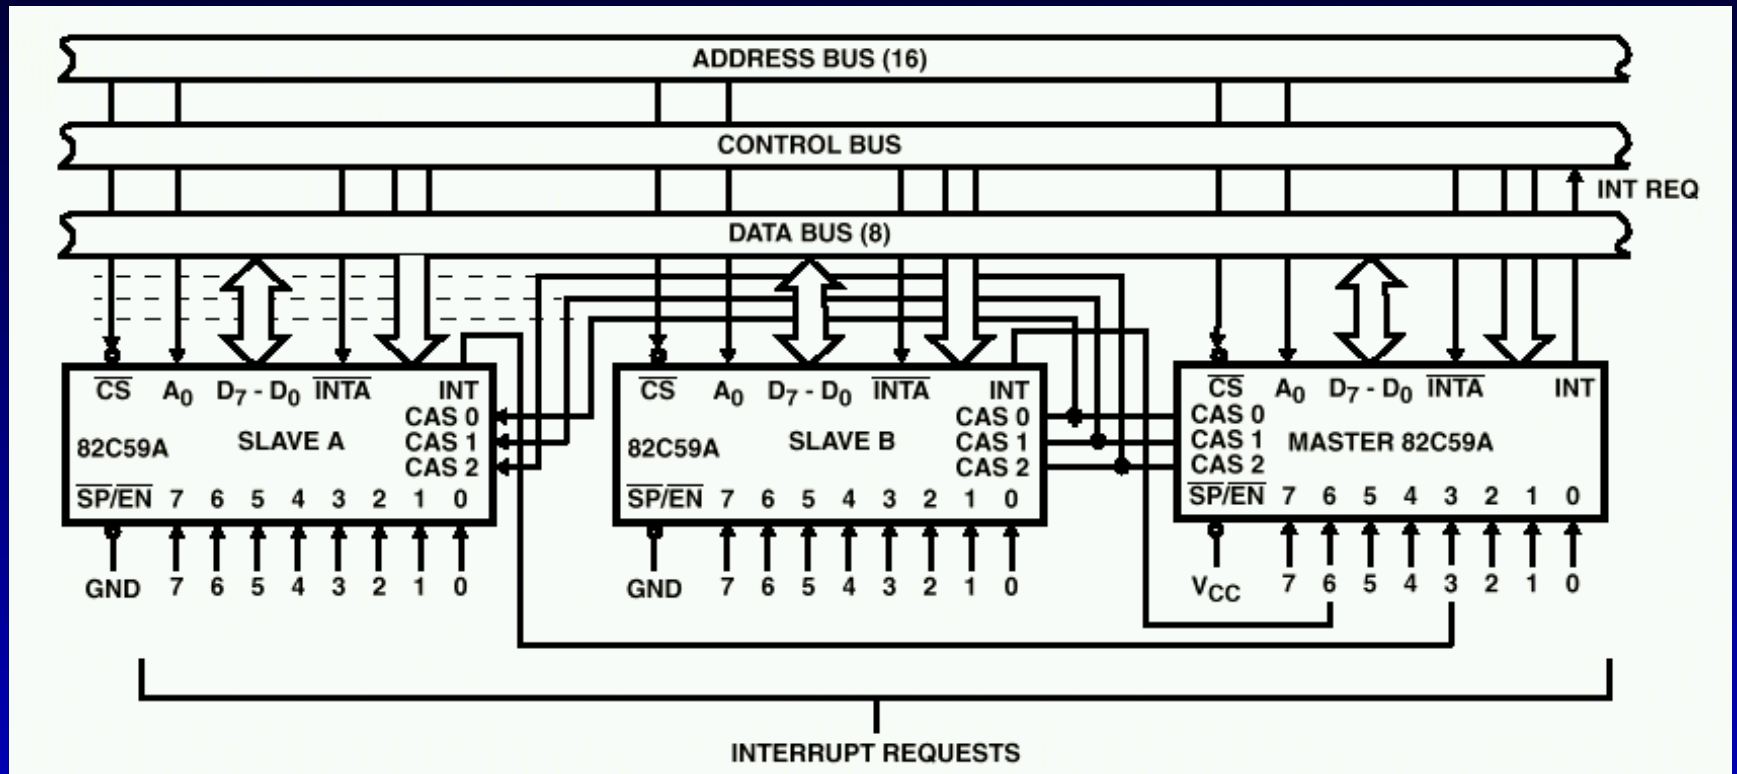 ADDRESS BUS (16)
CONTROL BUS
INT REQ
DATA BUS (8)
CS A0 D7 - D0 INTA INT
CAS 0
82C59A SLAVE A CAS 1
CAS 2
SP/EN 7 6 5 4 3 2 1 0
GND 7 6 5 4 3 2 1 0
CS A0 D7 - D0 INTA INT
CAS 0
82C59A SLAVE B CAS 1
CAS 2
SP/EN 7 6 5 4 3 2 1 0
GND 7 6 5 4 3 2 1 0
CS A0 D7 - D0 INTA INT
CAS 0
CAS 1 MASTER 82C59A
CAS 2
SP/EN 7 6 5 4 3 2 1 0
VCC 7 6 5 4 3 2 1 0
INTERRUPT REQUESTS